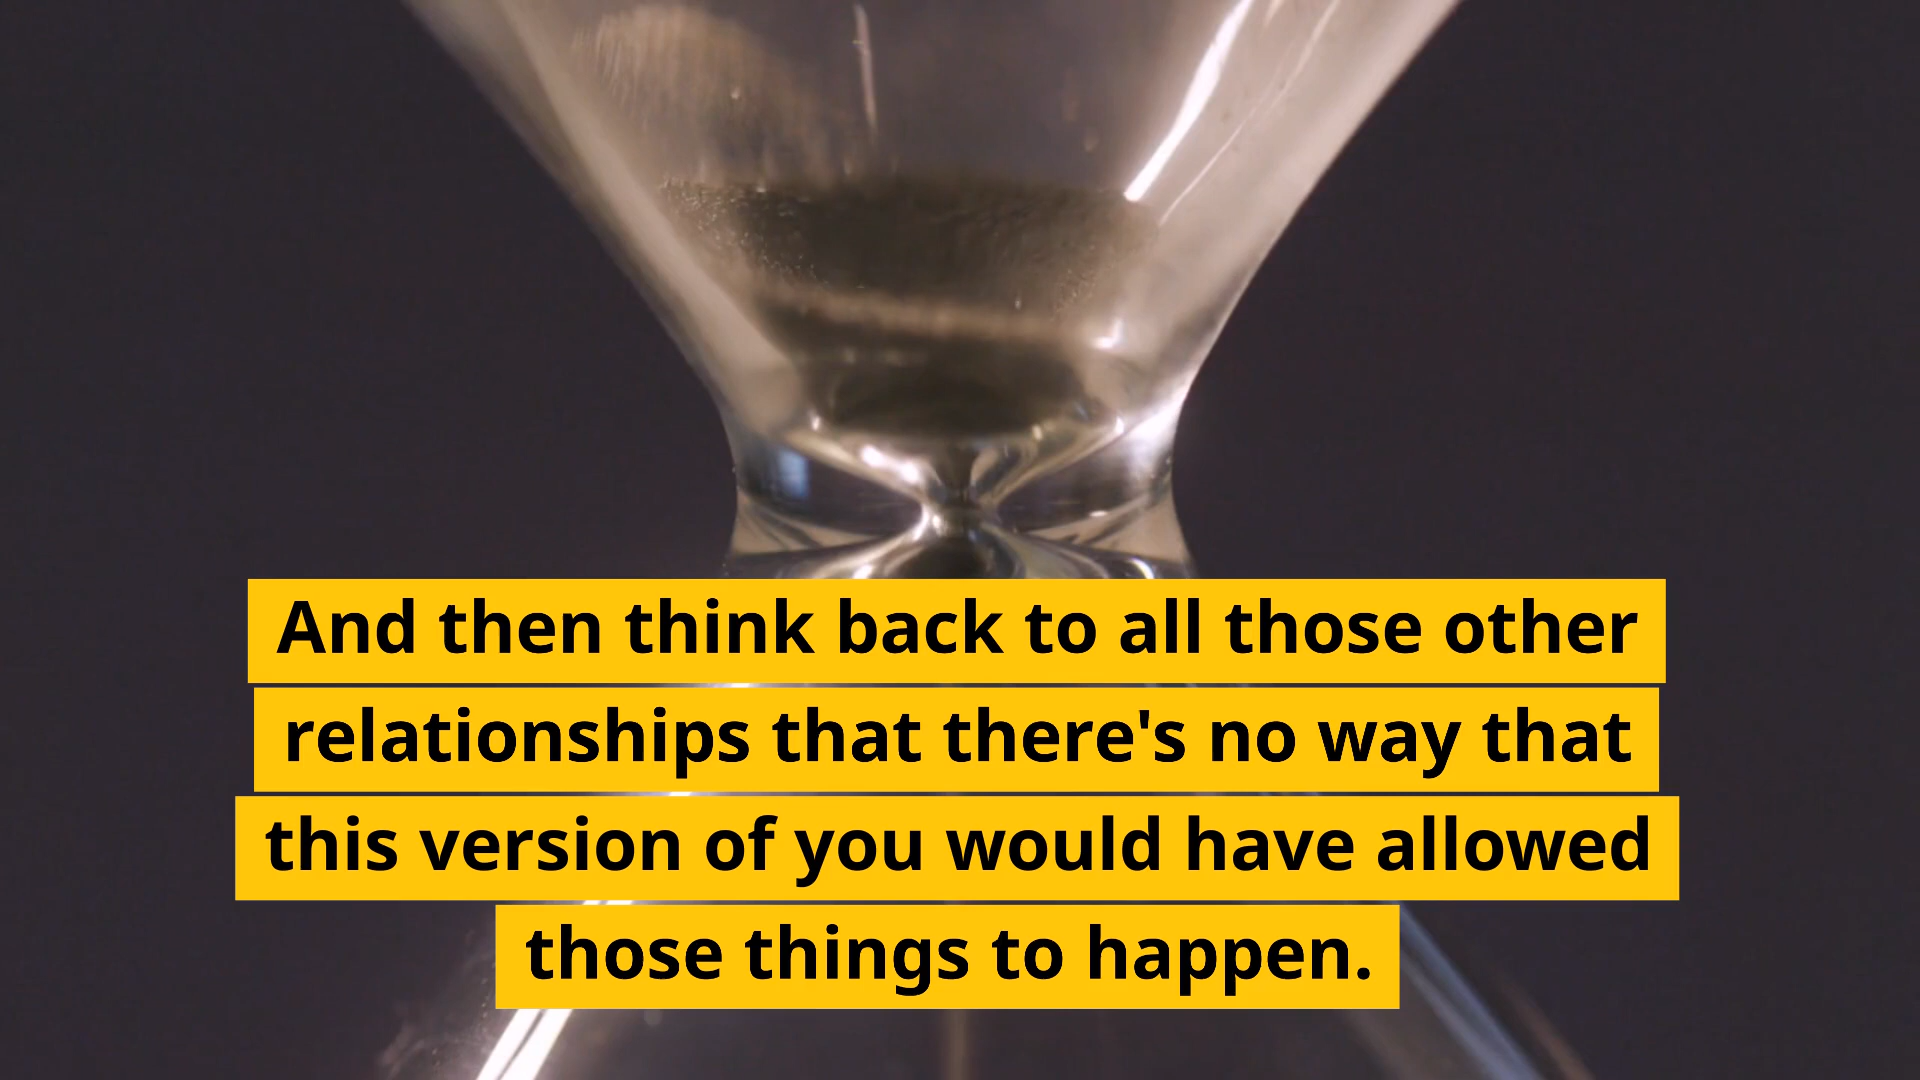 And then think back to all those other
relationships that there's no way that
this version of you would have allowed
those things to happen.